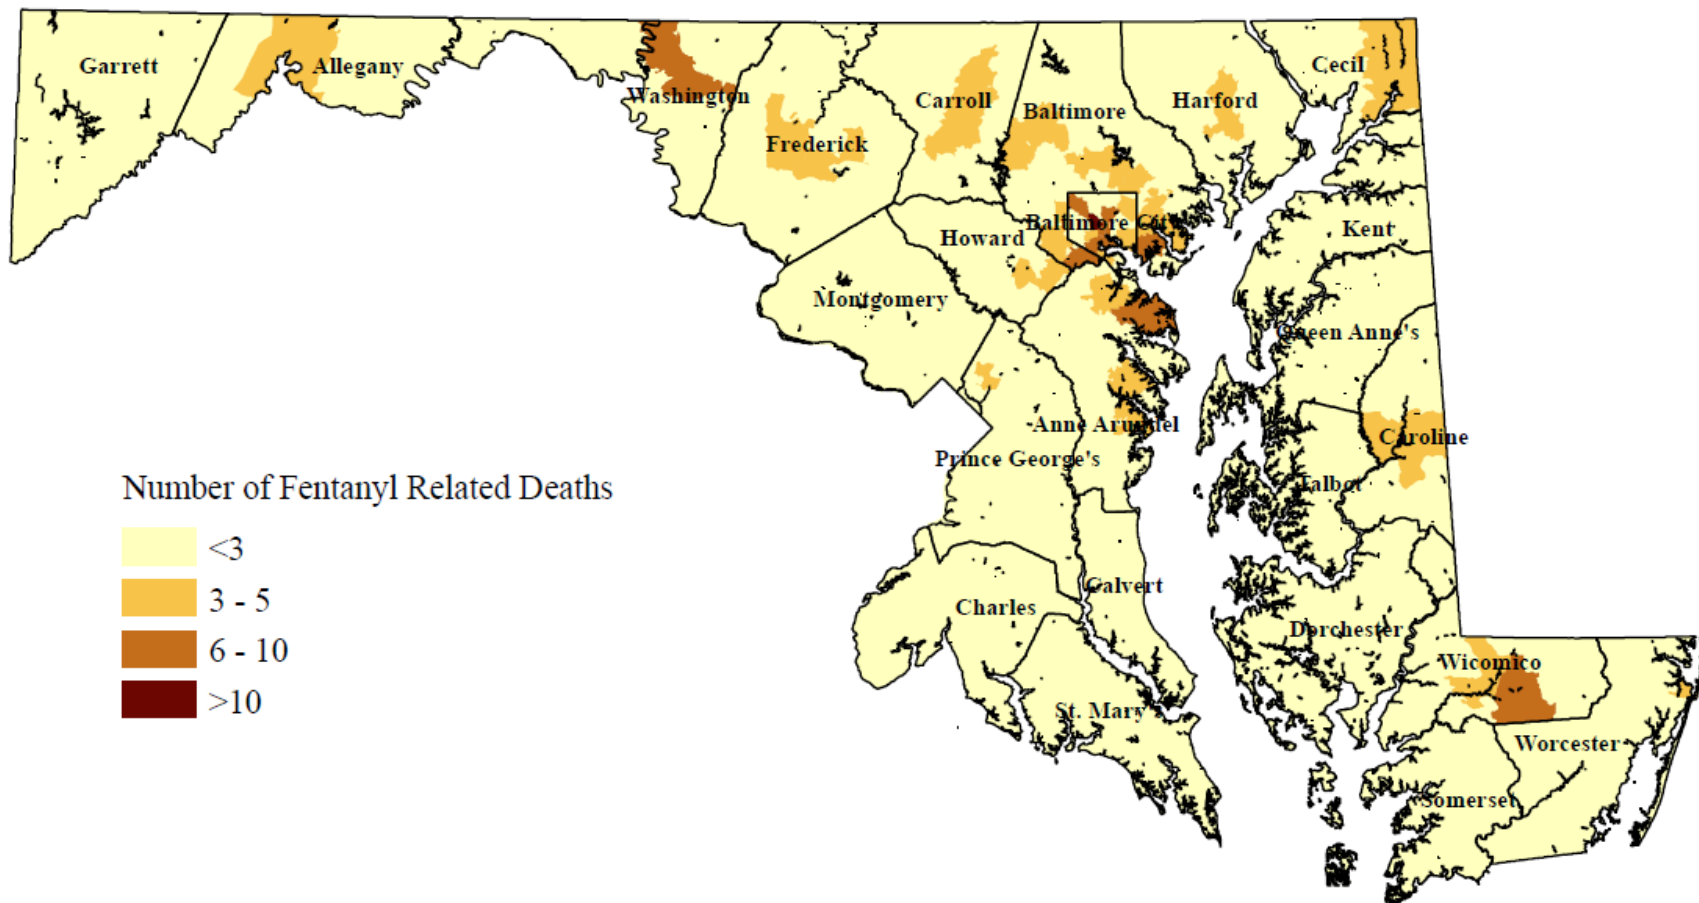 Garrett
Allegany
Washington
Frederick
Carroll
Baltimore
Harford
Cecil
Baltimore City
Howard
Kent
Montgomery
Queen Anne's
Anne Arundel
Prince George's
Caroline
Talbot
Calvert
Charles
Dorchester
St. Mary's
Wicomico
Worcester
Somerset
Number of Fentanyl Related Deaths
<3
3 - 5
6 - 10
>10